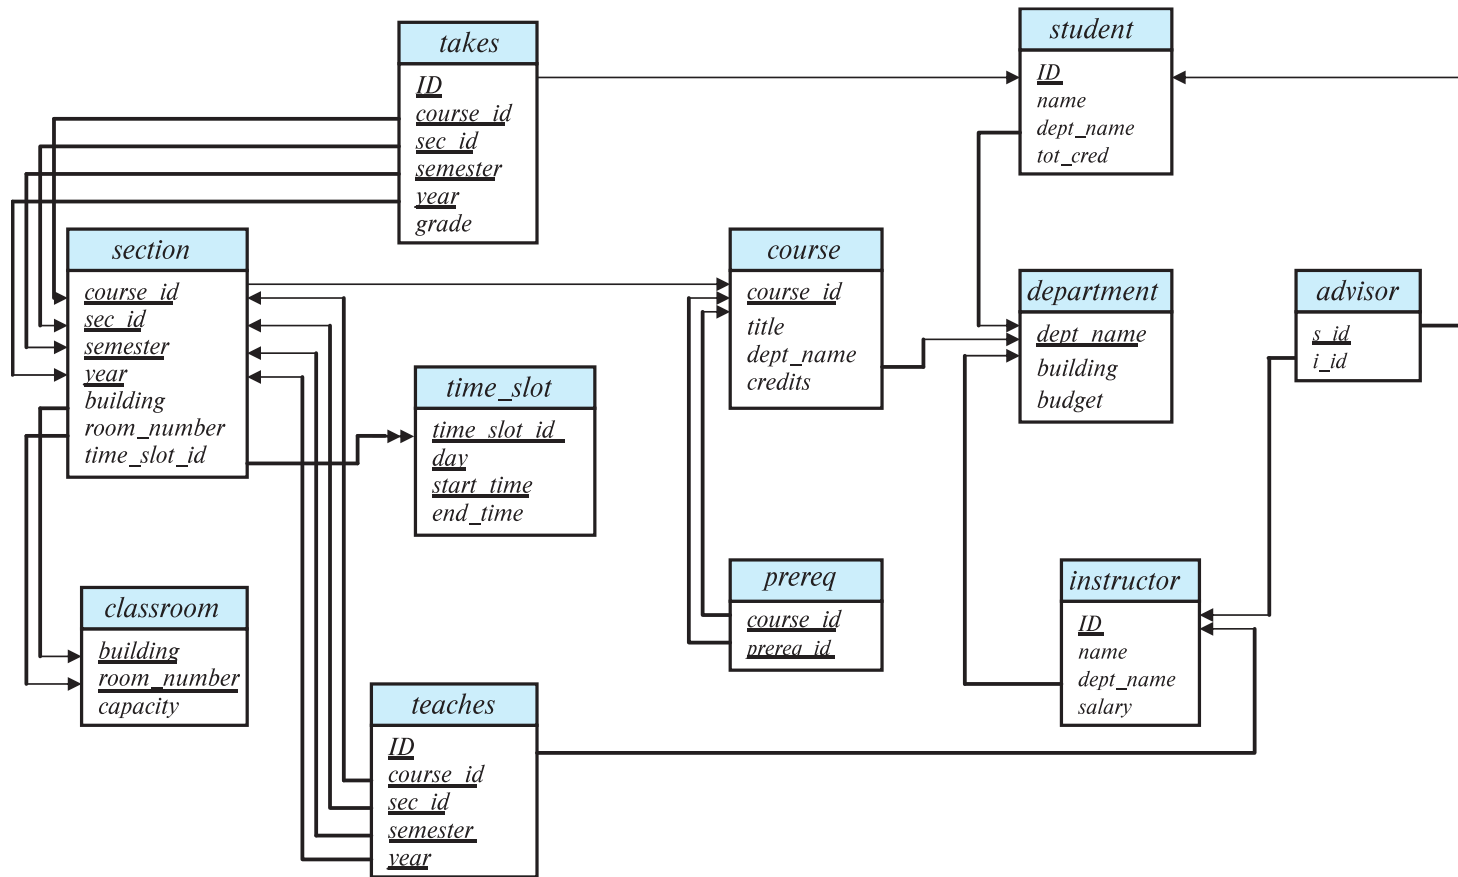 takes
ID
course_id
sec_id
semester
year
grade
student
ID
name
dept_name
tot_cred
section
course_id
sec_id
semester
year
building
room_number
time_slot_id
course
course_id
title
dept_name
credits
department
dept_name
building
budget
advisor
s_id
i_id
time_slot
time_slot_id
day
start_time
end_time
classroom
building
room_number
capacity
prereq
course_id
prereq_id
instructor
ID
name
dept_name
salary
teaches
ID
course_id
sec_id
semester
year